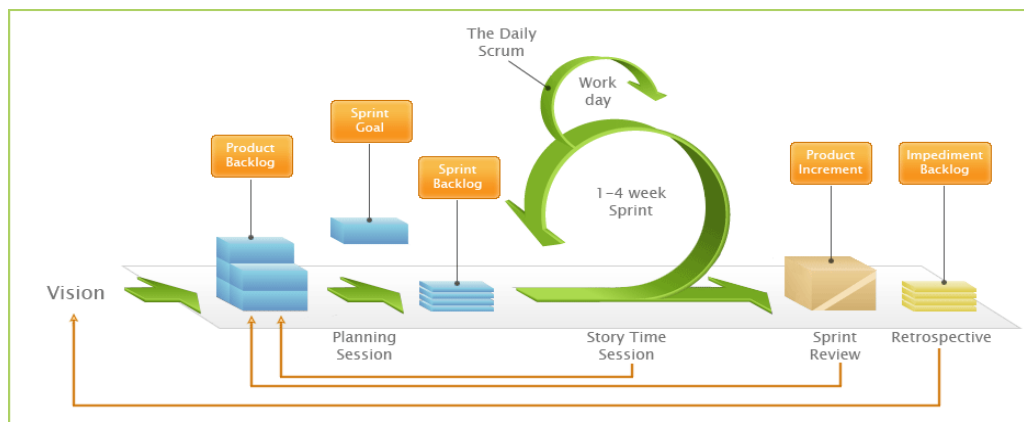 The Daily
Scrum
Work
day
Sprint
Goal
Product
Backlog
Sprint
Backlog
Product
Increment
Impediment
Backlog
1-4 week
Sprint
Vision
Planning
Session
Story Time
Session
Sprint
Review
Retrospective